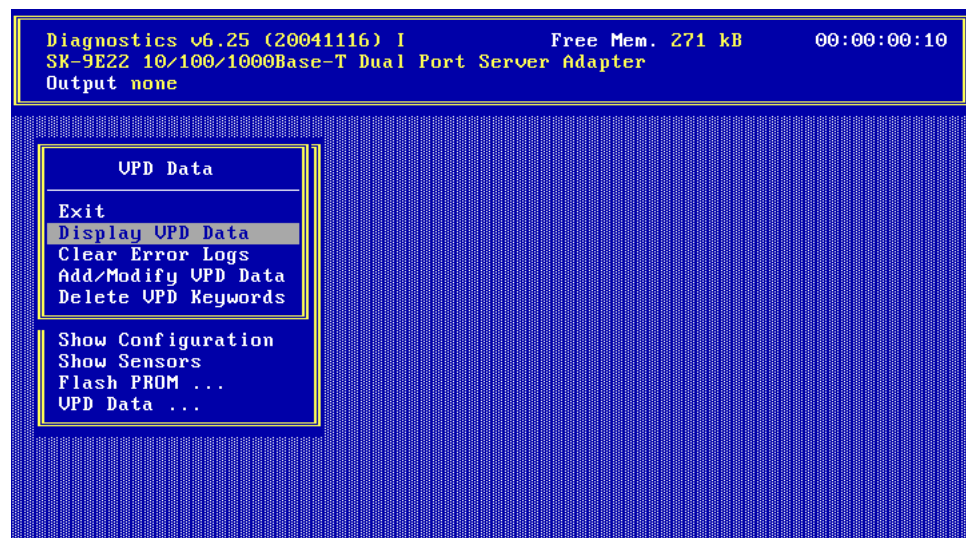 Diagnostics v6.25 (20041116) I Free Mem. 271 kB 00:00:00:10
SK-9E22 10/100/1000Base-T Dual Port Server Adapter
Output none
VPD Data
Exit
Display VPD Data
Clear Error Logs
Add/Modify VPD Data
Delete VPD Keywords
Show Configuration
Show Sensors
Flash PROM ...
VPD Data ...